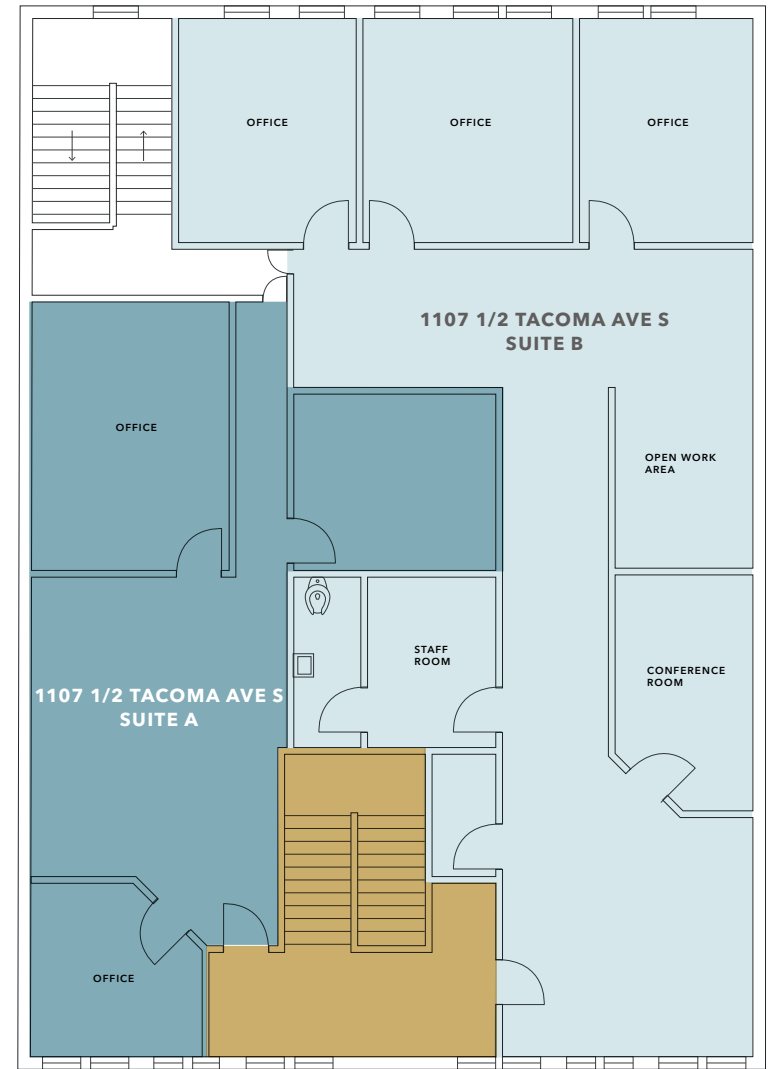 OFFICE
OFFICE
OFFICE
1107 1/2 TACOMA AVE S
SUITE B
OFFICE
OPEN WORK
AREA
STAFF
ROOM
CONFERENCE
ROOM
1107 1/2 TACOMA AVE S
SUITE A
OFFICE